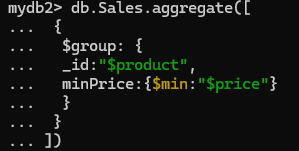 mydb2> db.Sales.aggregate([
...  {
...   $group: {
...   _id:"$product",
...   minPrice:{$min:"$price"}
...   }
...  }
... ])